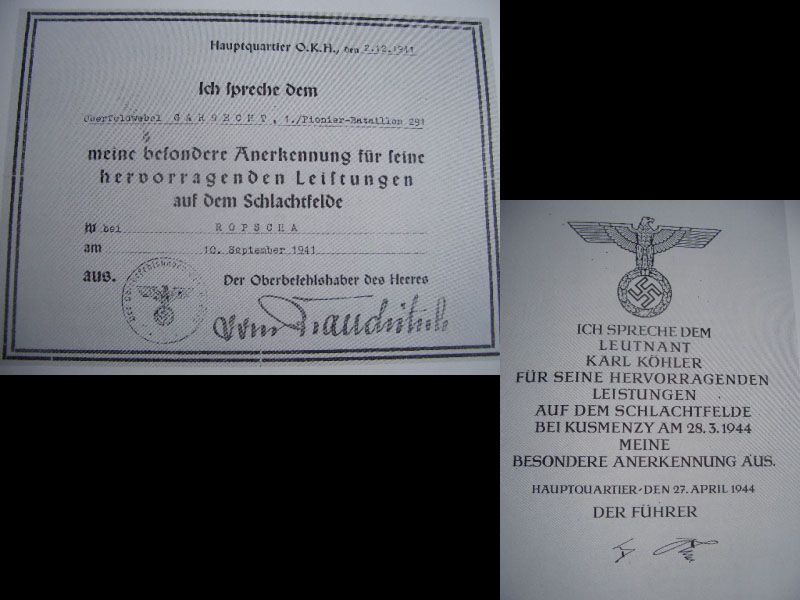 Hauptquartier O.K.H., den 2.12.1941
Ich spreche dem
Oberfeldwebel GAHRECHT, 1./Pionier-Bataillon 291
meine besondere Anerkennung für seine
hervorragenden Leistungen
auf dem Schlachtfelde
in bei ROPSCHA
am 10. September 1941
aus. Der Oberbefehlshaber des Heeres
ICH SPRECHE DEM
LEUTNANT
KARL KÖHLER
FÜR SEINE HERVORRAGENDEN
LEISTUNGEN
AUF DEM SCHLACHTFELDE
BEI KUSMENZY AM 28.3.1944
MEINE
BESONDERE ANERKENNUNG AUS.
HAUPTQUARTIER·DEN 27. APRIL 1944
DER FÜHRER